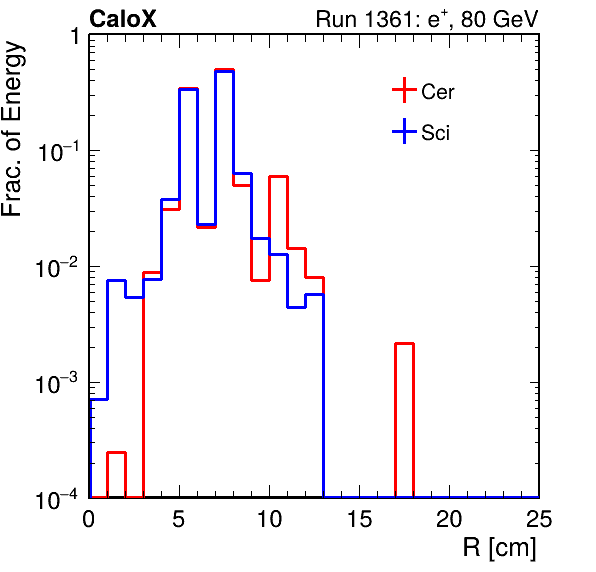 CaloX Run 1361: e⁺, 80 GeV
Frac. of Energy
1
10⁻¹
10⁻²
10⁻³
10⁻⁴
Cer
Sci
0 5 10 15 20 25
R [cm]